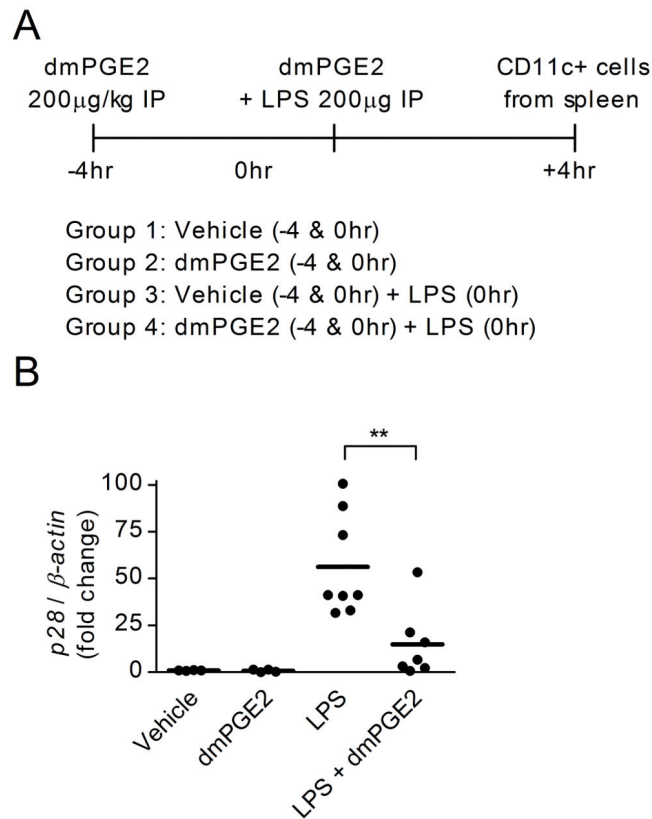 A
dmPGE2
200μg/kg IP
dmPGE2
+ LPS 200μg IP
CD11c+ cells
from spleen
-4hr
0hr
+4hr
Group 1: Vehicle (-4 & 0hr)
Group 2: dmPGE2 (-4 & 0hr)
Group 3: Vehicle (-4 & 0hr) + LPS (0hr)
Group 4: dmPGE2 (-4 & 0hr) + LPS (0hr)
B
**
p28 / β-actin
(fold change)
100
75
50
25
0
Vehicle
dmPGE2
LPS
LPS + dmPGE2